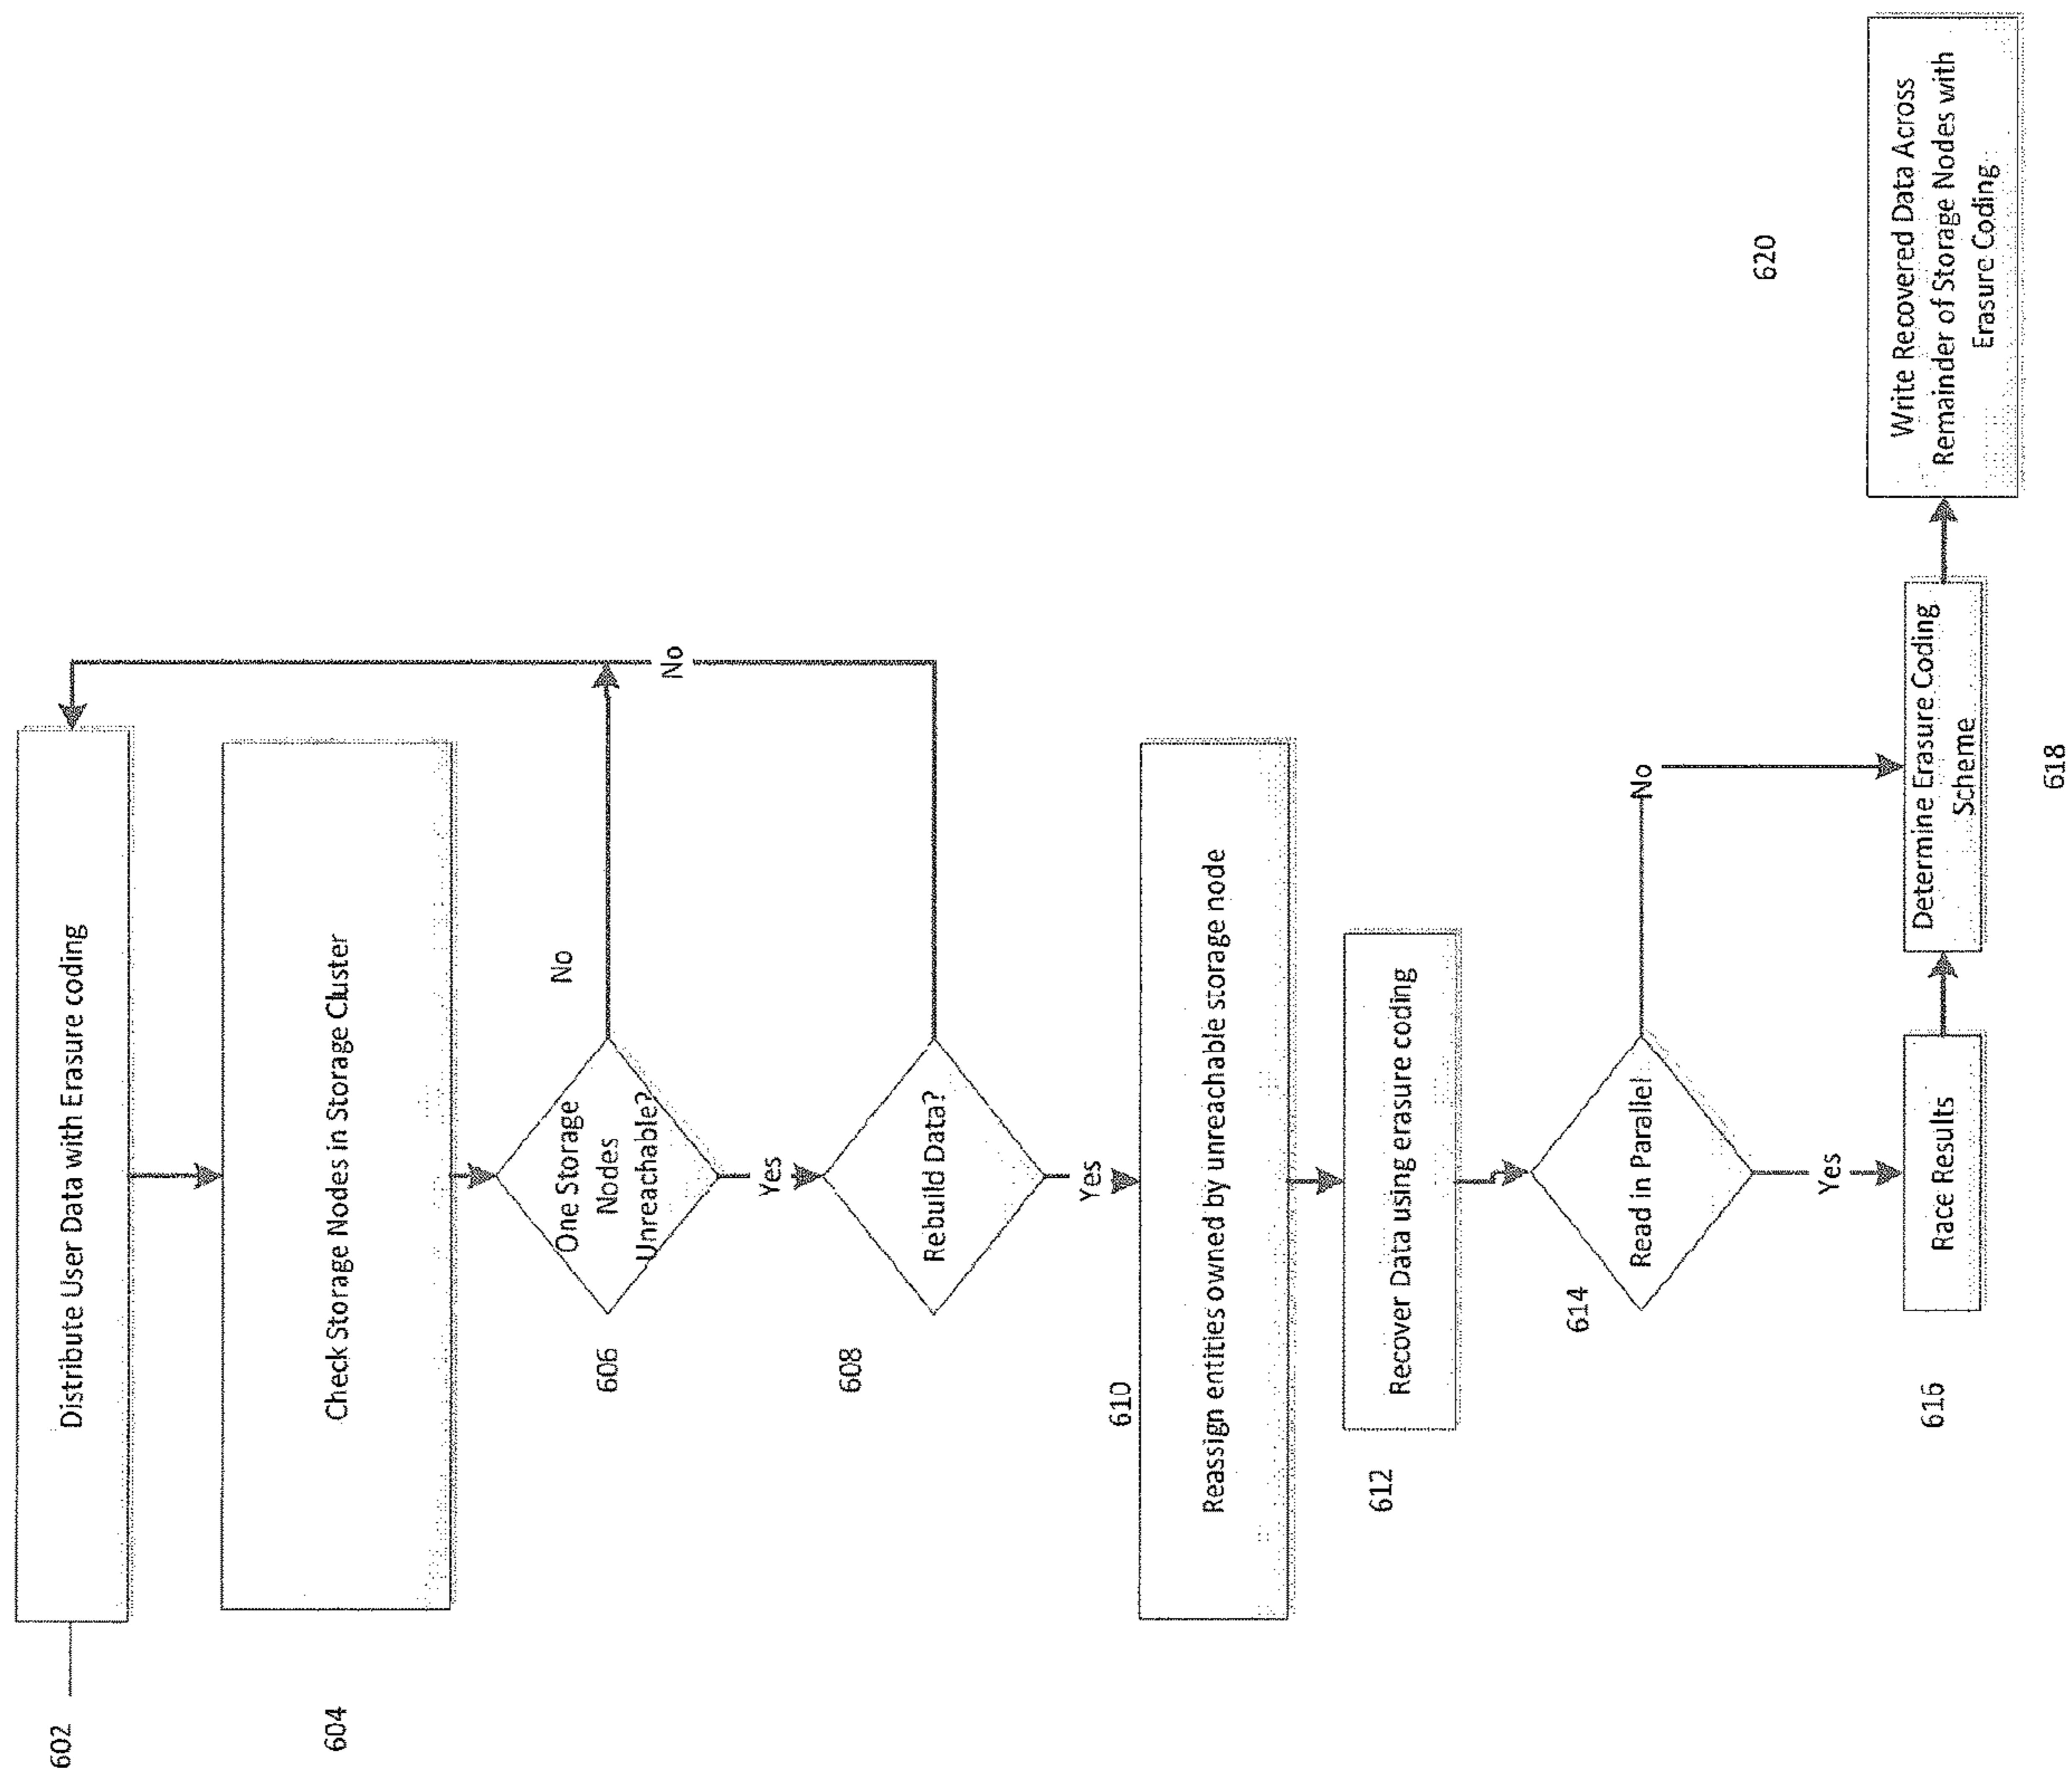 602
Distribute User Data with Erasure coding
604
Check Storage Nodes in Storage Cluster
606
One Storage
Nodes
Unreachable?
No
Yes
608
Rebuild Data?
No
Yes
610
Reassign entities owned by unreachable storage node
612
Recover Data using erasure coding
614
Read in Parallel
No
Yes
616
Race Results
Determine Erasure Coding
Scheme
618
620
Write Recovered Data Across
Remainder of Storage Nodes with
Erasure Coding